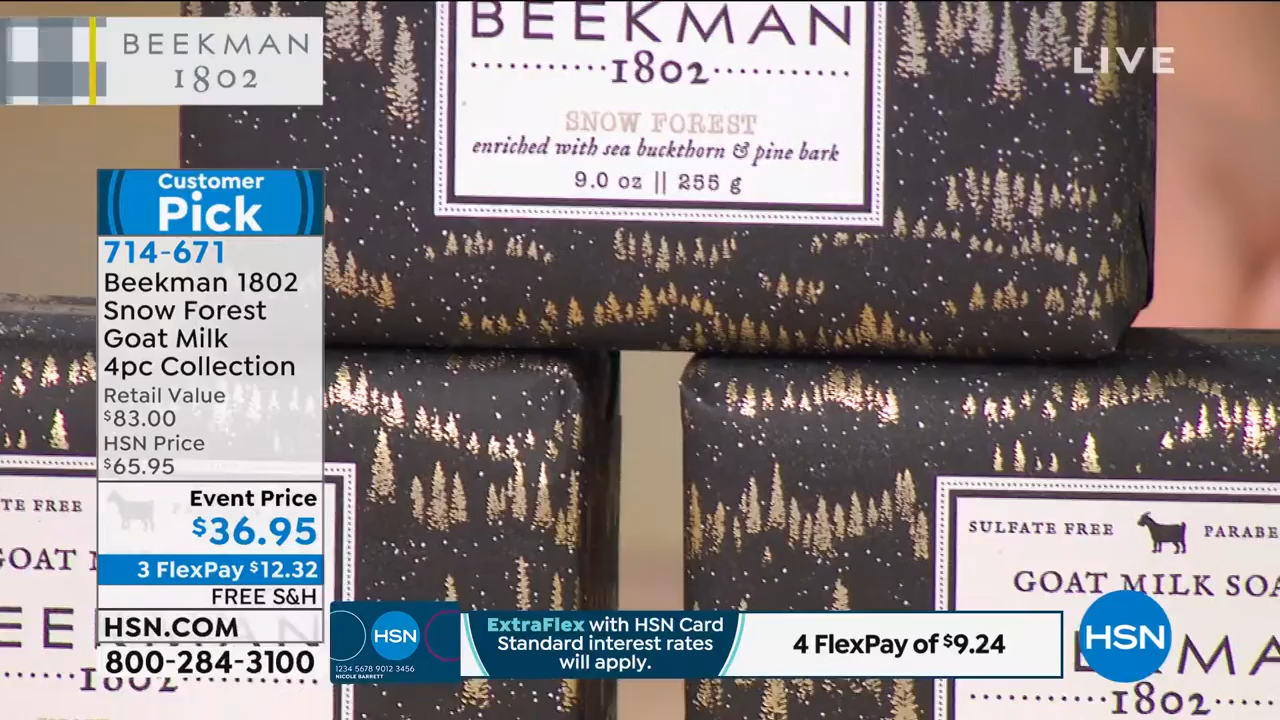 BEEKMAN
1802
LIVE
BEEKMAN
1802
SNOW FOREST
enriched with sea buckthorn & pine bark
9.0 oz || 255 g
Customer
Pick
714-671
Beekman 1802
Snow Forest
Goat Milk
4pc Collection
Retail Value
$83.00
HSN Price
$65.95
Event Price
$36.95
3 FlexPay $12.32
FREE S&H
HSN.COM
800-284-3100
TE FREE
GOAT
EE
1802
SULFATE FREE PARABE
GOAT MILK SOA
MA
1802
HSN
1234 5678 9012 3456
NICOLE BARRETT
ExtraFlex with HSN Card
Standard interest rates
will apply.
4 FlexPay of $9.24
HSN